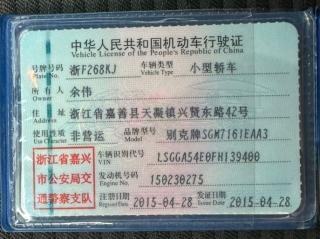 中华人民共和国机动车行驶证
Vehicle License of the People's Republic of China
号牌号码 浙F268KJ 车辆类型 小型轿车
Plate No. Vehicle Type
所有人 余伟
Owner
住址 浙江省嘉善县天凝镇兴贤东路42号
Address
使用性质 非营运 品牌型号 别克牌SGM7161EAA3
Use Character Model
浙江省嘉兴
市公安局交
通警察支队
车辆识别代号 LSGGA54E0FH139400
VIN
发动机号码 150230275
Engine No.
注册日期 2015-04-28 发证日期 2015-04-28
Register Date Issue Date